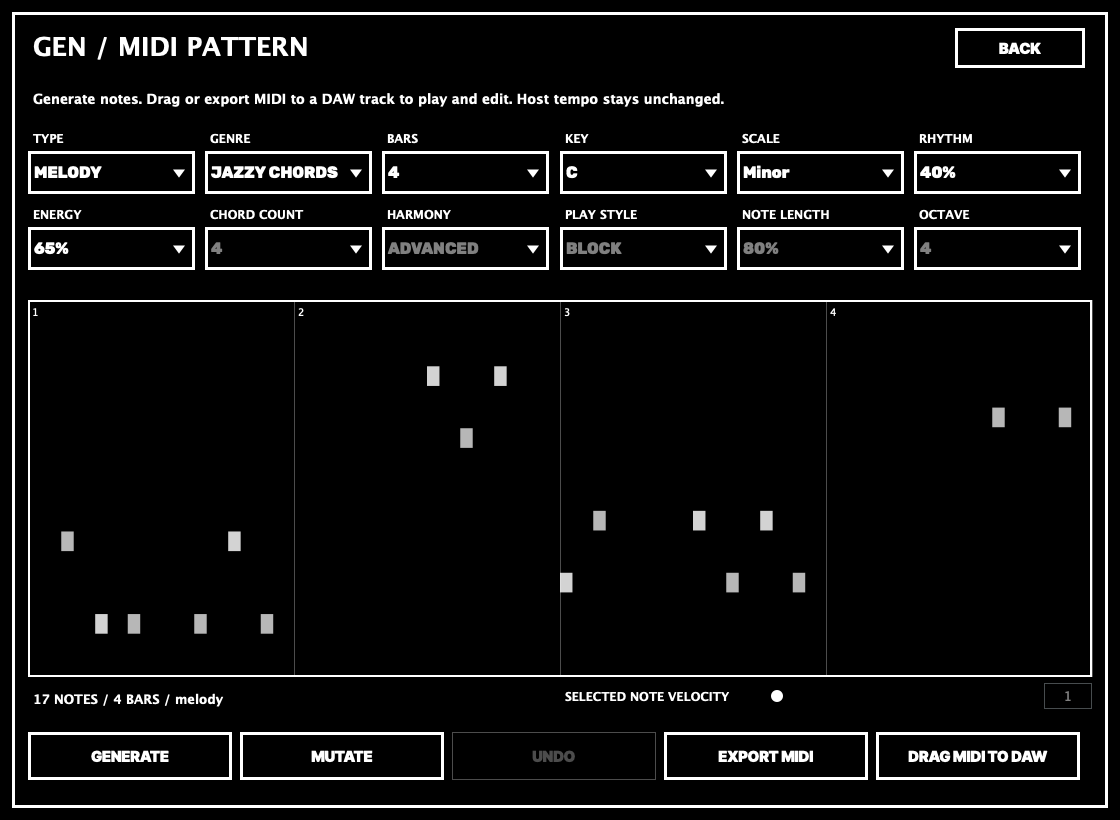 GEN / MIDI PATTERN
BACK
Generate notes. Drag or export MIDI to a DAW track to play and edit. Host tempo stays unchanged.
TYPE GENRE BARS KEY SCALE RHYTHM
MELODY JAZZY CHORDS 4 C Minor 40%
ENERGY CHORD COUNT HARMONY PLAY STYLE NOTE LENGTH OCTAVE
65% 4 ADVANCED BLOCK 80% 4
1 2 3 4
17 NOTES / 4 BARS / melody
SELECTED NOTE VELOCITY 1
GENERATE MUTATE UNDO EXPORT MIDI DRAG MIDI TO DAW